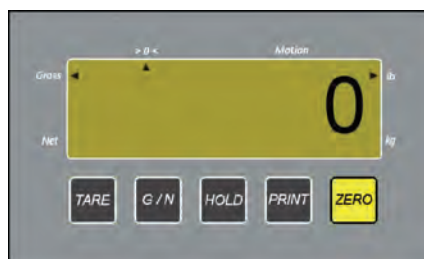 > 0 < Motion
Gross lb
0
Net kg
TARE G / N HOLD PRINT ZERO